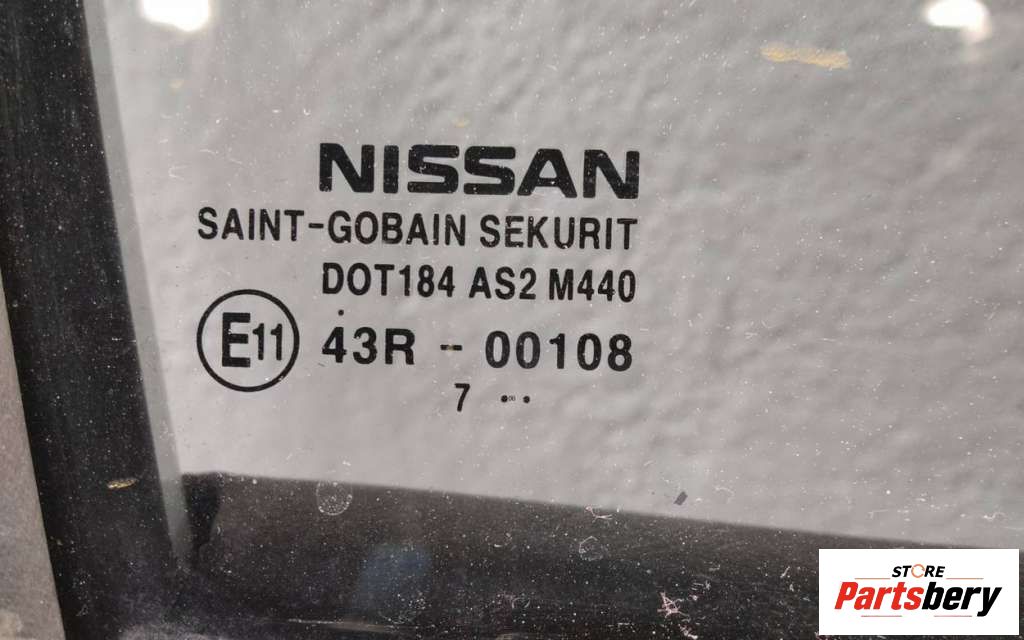 NISSAN
SAINT-GOBAIN SEKURIT
DOT184 AS2 M440
E11 43R - 00108
7 •∞ •
STORE
Partsbery